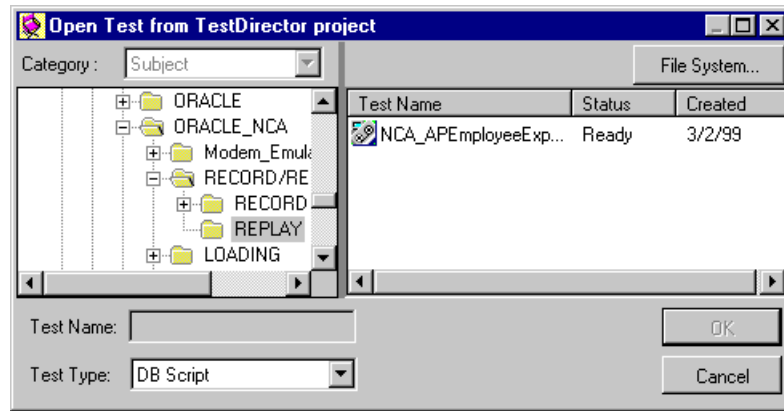 Open Test from TestDirector project
Category : Subject File System...
ORACLE
ORACLE_NCA
Modem_Emula
RECORD/RE
RECORD
REPLAY
LOADING
Test Name Status Created
NCA_APEmployeeExp... Ready 3/2/99
Test Name: OK
Test Type: DB Script Cancel